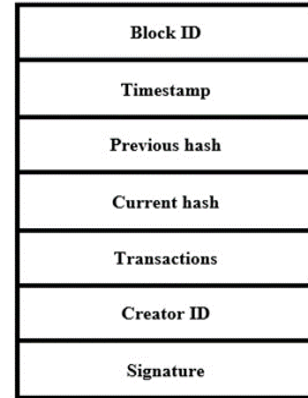 Block ID
Timestamp
Previous hash
Current hash
Transactions
Creator ID
Signature